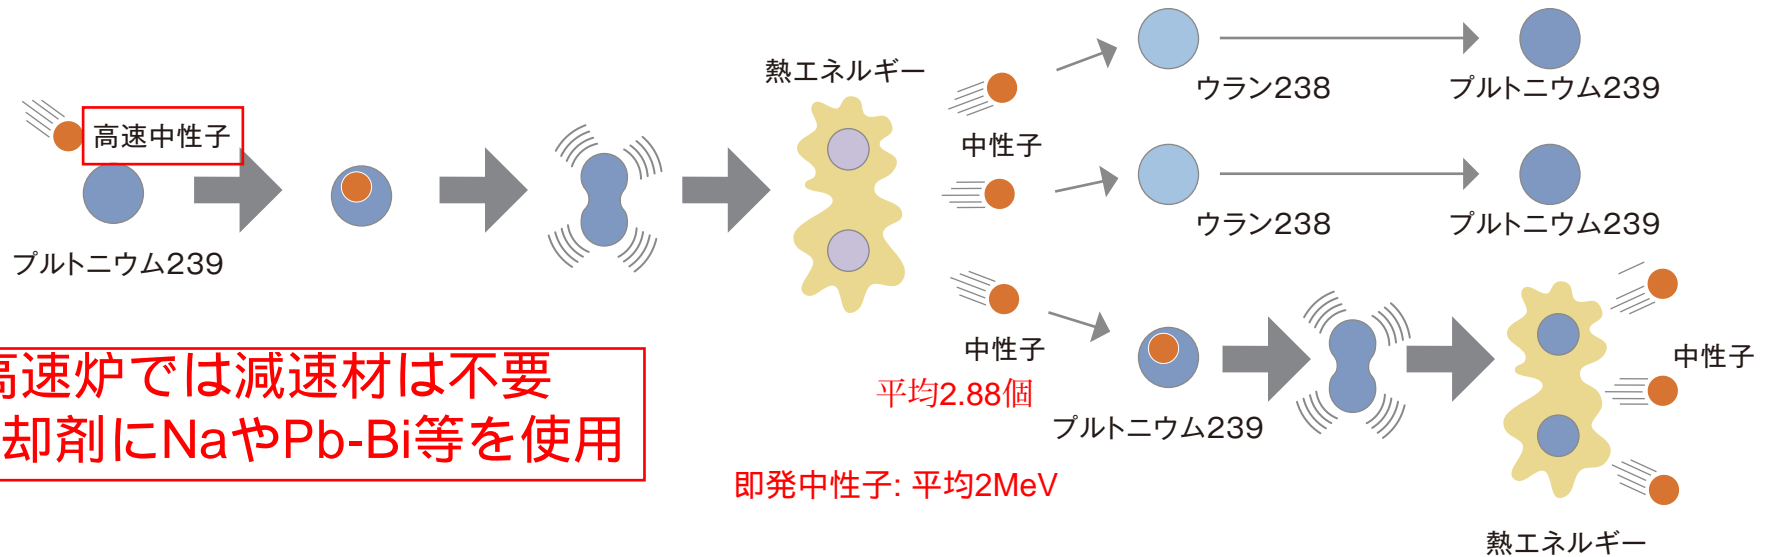 高速中性子
プルトニウム239
熱エネルギー
中性子
ウラン238
プルトニウム239
ウラン238
プルトニウム239
中性子
平均2.88個
プルトニウム239
中性子
熱エネルギー
高速炉では減速材は不要
却剤にNaやPb-Bi等を使用
即発中性子: 平均2MeV